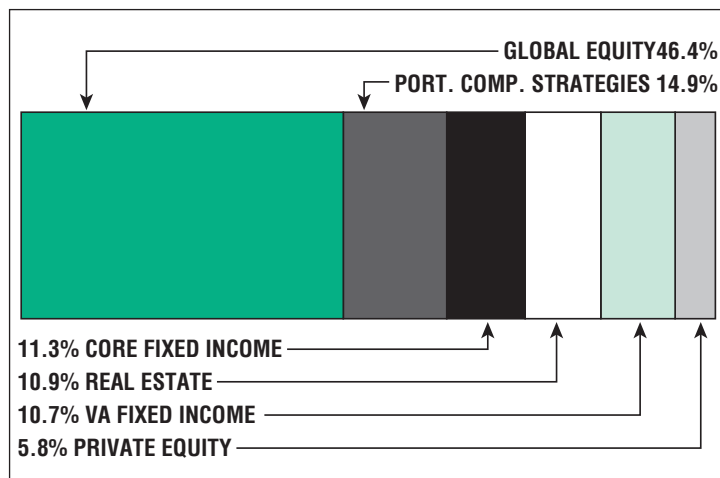 GLOBAL EQUITY46.4%
PORT. COMP. STRATEGIES 14.9%
11.3% CORE FIXED INCOME
10.9% REAL ESTATE
10.7% VA FIXED INCOME
5.8% PRIVATE EQUITY